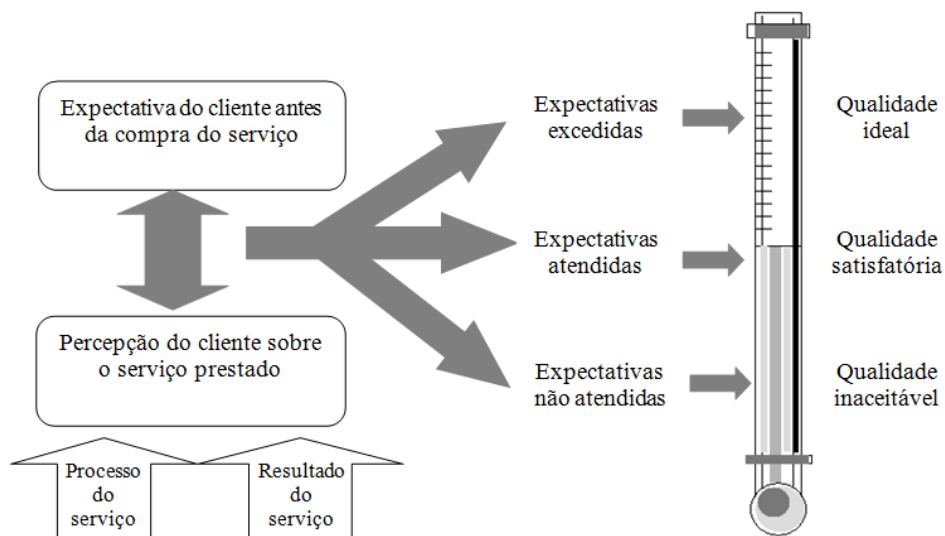 Expectativa do cliente antes
da compra do serviço
Percepção do cliente sobre
o serviço prestado
Processo
do
serviço
Resultado
do
serviço
Expectativas
excedidas
Expectativas
atendidas
Expectativas
não atendidas
Qualidade
ideal
Qualidade
satisfatória
Qualidade
inaceitável